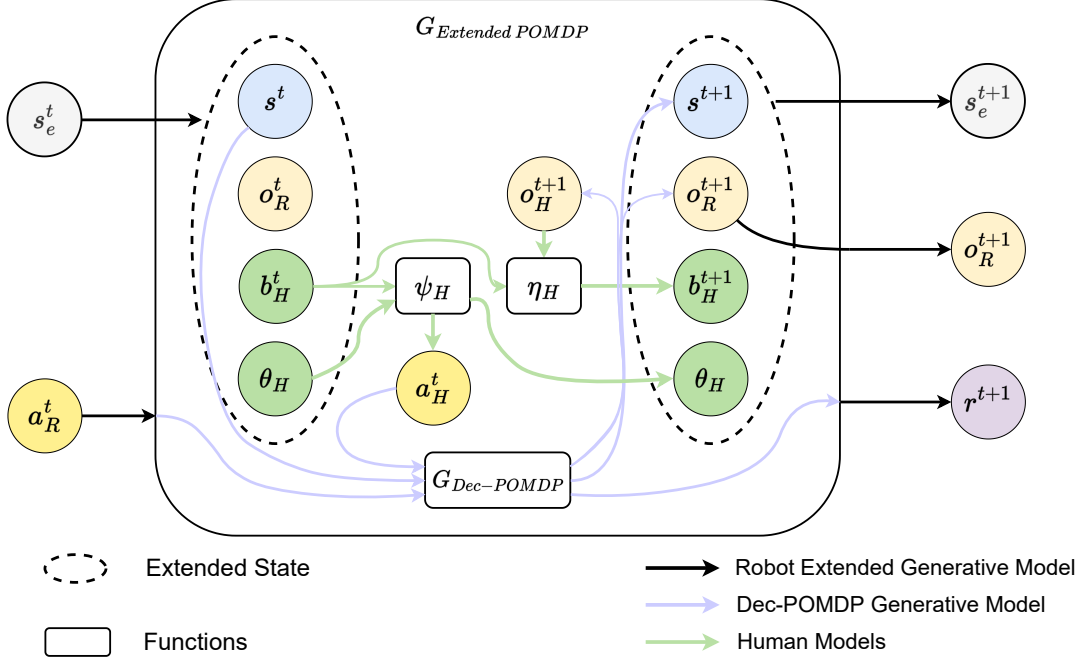 G_{Extended POMDP}
s_e^t
s^t
s^{t+1}
s_e^{t+1}
o_R^t
o_H^{t+1}
o_R^{t+1}
o_R^{t+1}
b_H^t
ψ_H
η_H
b_H^{t+1}
θ_H
a_H^t
θ_H
a_R^t
r^{t+1}
G_{Dec-POMDP}
Extended State
Functions
Robot Extended Generative Model
Dec-POMDP Generative Model
Human Models